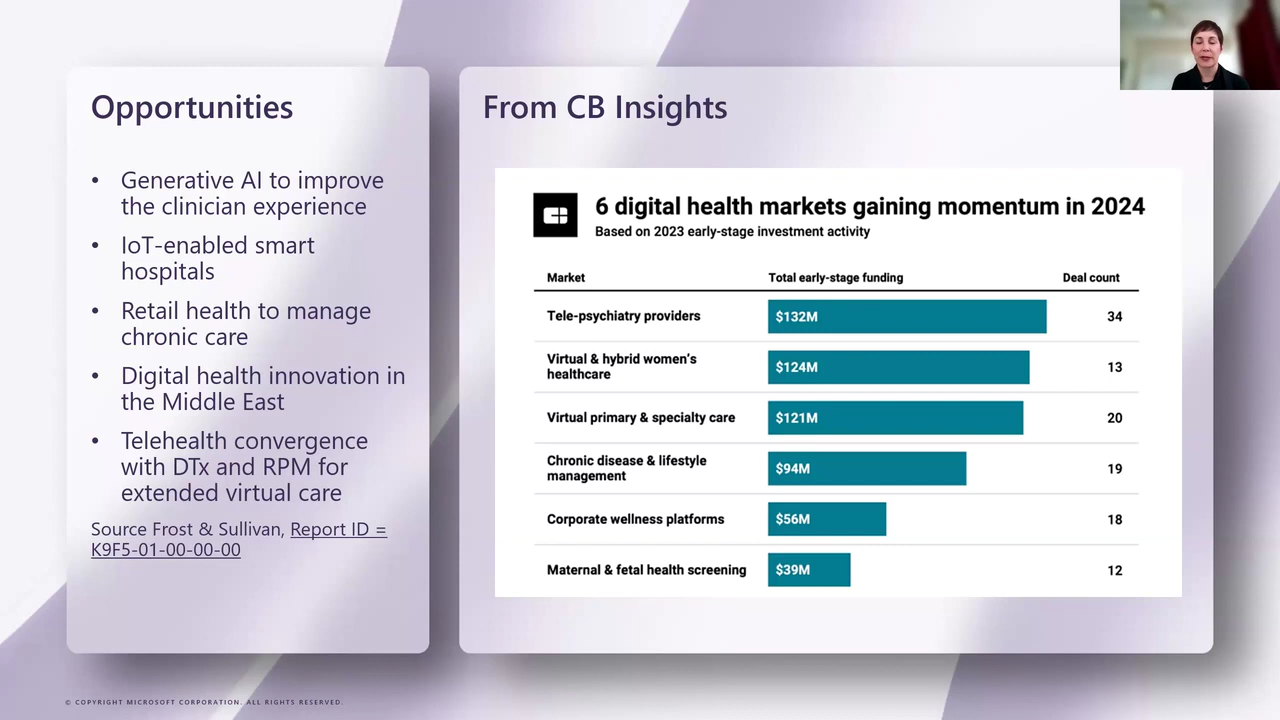 Opportunities
• Generative AI to improve
the clinician experience
• IoT-enabled smart
hospitals
• Retail health to manage
chronic care
• Digital health innovation in
the Middle East
• Telehealth convergence
with DTx and RPM for
extended virtual care
Source Frost & Sullivan, Report ID =
K9F5-01-00-00-00
From CB Insights
6 digital health markets gaining momentum in 2024
Based on 2023 early-stage investment activity
Market Total early-stage funding Deal count
Tele-psychiatry providers $132M 34
Virtual & hybrid women’s
healthcare $124M 13
Virtual primary & specialty care $121M 20
Chronic disease & lifestyle
management $94M 19
Corporate wellness platforms $56M 18
Maternal & fetal health screening $39M 12
© COPYRIGHT MICROSOFT CORPORATION. ALL RIGHTS RESERVED.